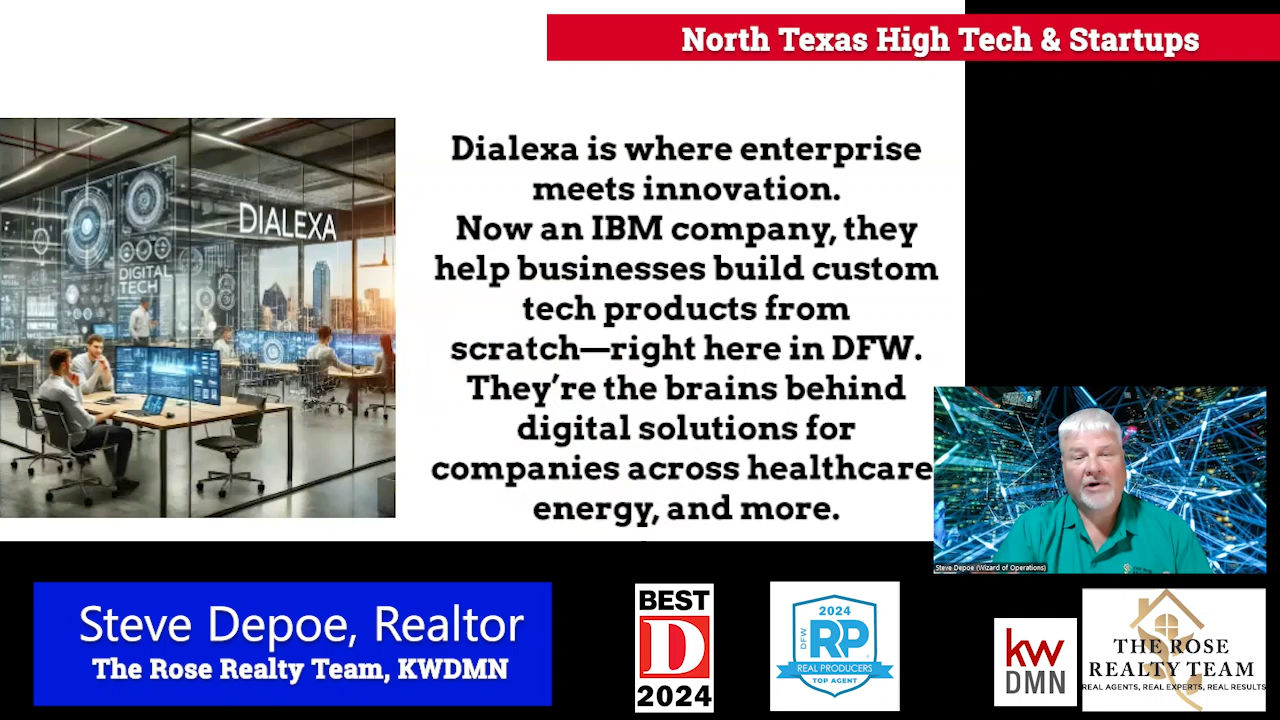 North Texas High Tech & Startups
DIALEXA
DIGITAL
TECH
Dialexa is where enterprise
meets innovation.
Now an IBM company, they
help businesses build custom
tech products from
scratch—right here in DFW.
They’re the brains behind
digital solutions for
companies across healthcare
energy, and more.
Steve Depoe (Wizard of Operations)
Steve Depoe, Realtor
The Rose Realty Team, KWDMN
BEST
D
2024
2024
DFW
RP
REAL PRODUCERS
TOP AGENT
kw
DMN
THE ROSE
REALTY TEAM
REAL AGENTS, REAL EXPERTS, REAL RESULTS